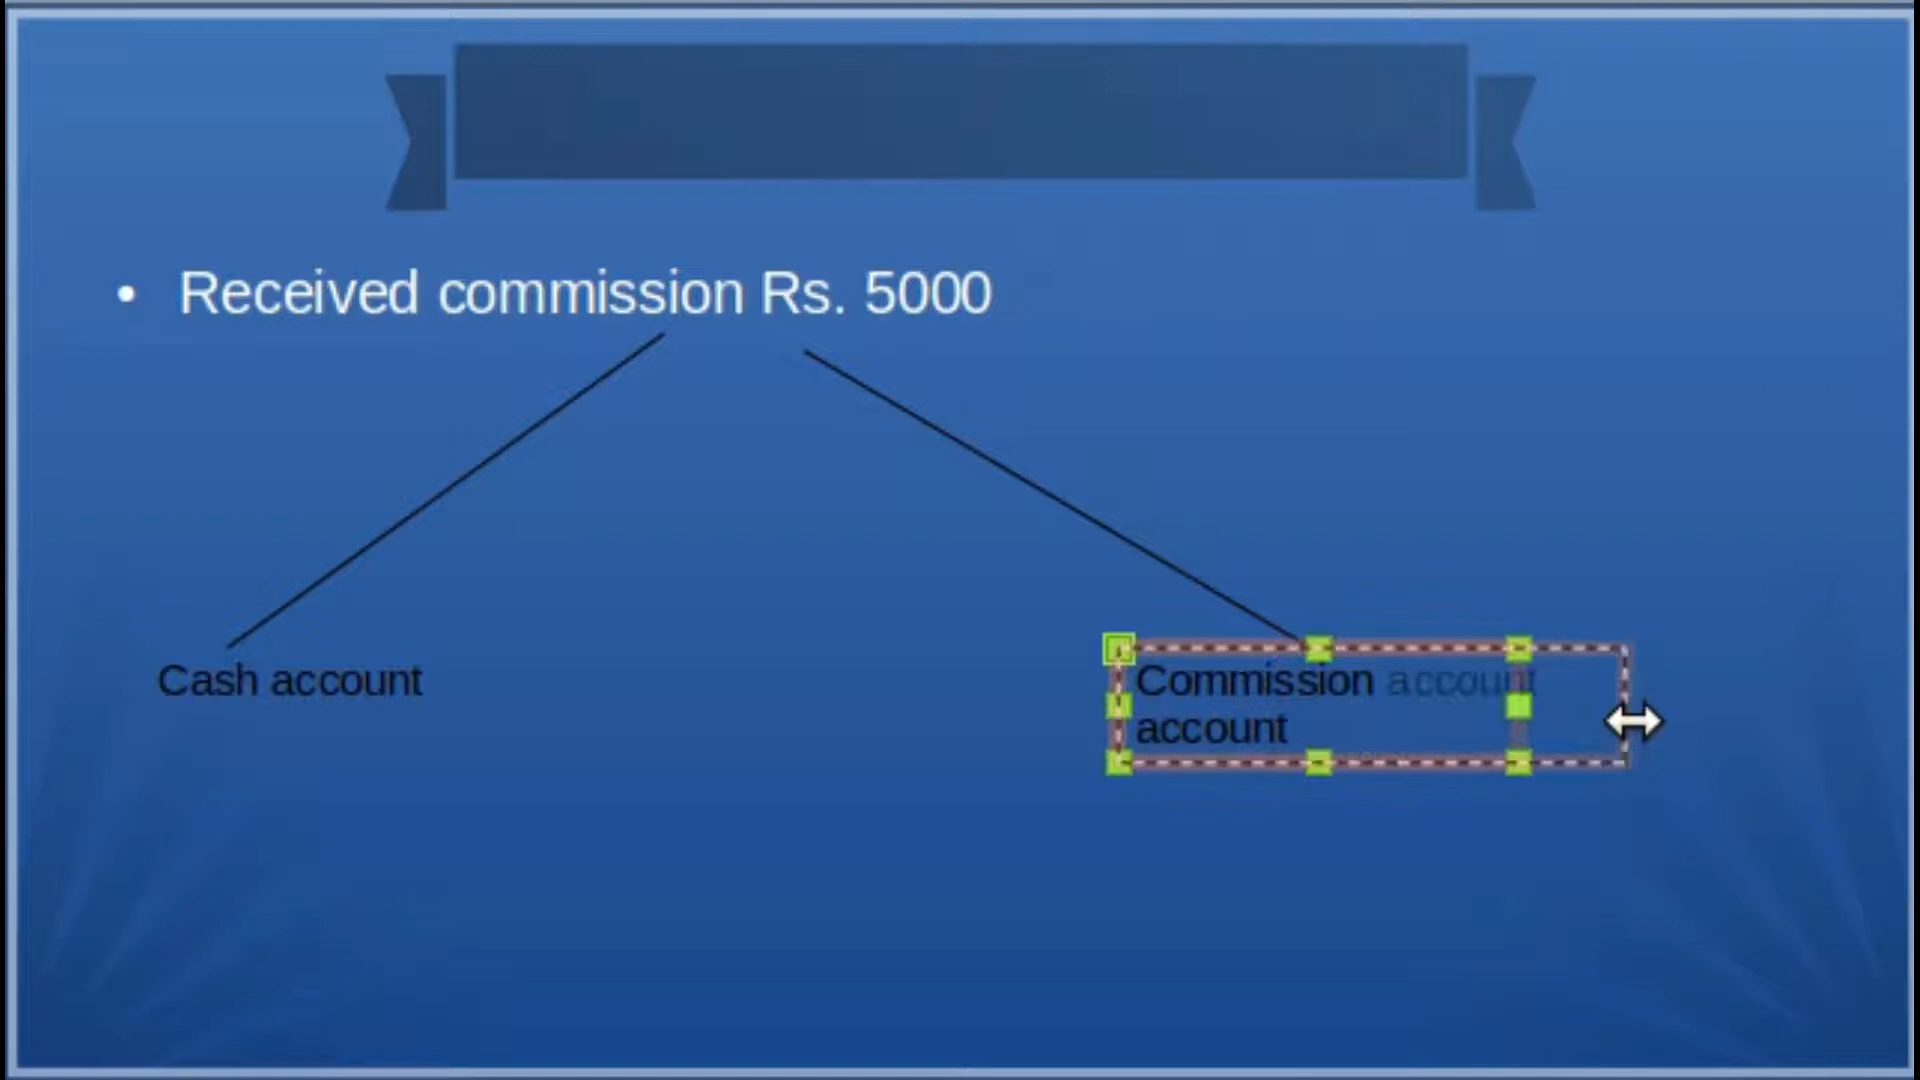 • Received commission Rs. 5000
Cash account
Commission account
account